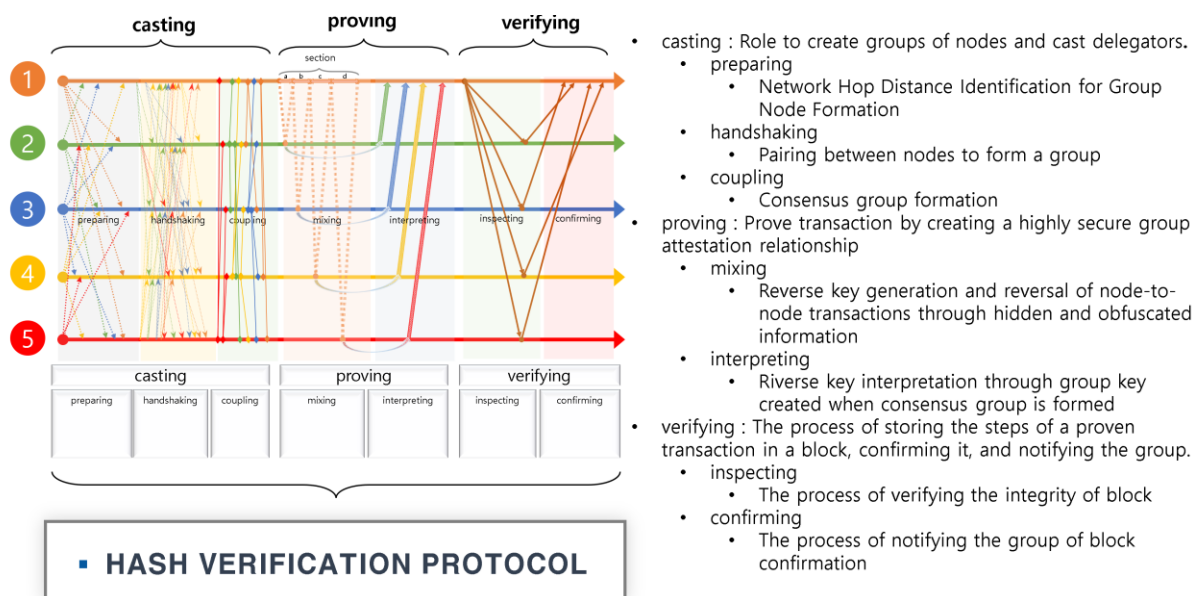 casting proving verifying
section
a b c d
1
2
3
4
5
preparing handshaking coupling mixing interpreting inspecting confirming
casting proving verifying
preparing handshaking coupling mixing interpreting inspecting confirming
▪ HASH VERIFICATION PROTOCOL
• casting : Role to create groups of nodes and cast delegators.
• preparing
• Network Hop Distance Identification for Group
Node Formation
• handshaking
• Pairing between nodes to form a group
• coupling
• Consensus group formation
• proving : Prove transaction by creating a highly secure group
attestation relationship
• mixing
• Reverse key generation and reversal of node-to-
node transactions through hidden and obfuscated
information
• interpreting
• Riverse key interpretation through group key
created when consensus group is formed
• verifying : The process of storing the steps of a proven
transaction in a block, confirming it, and notifying the group.
• inspecting
• The process of verifying the integrity of block
• confirming
• The process of notifying the group of block
confirmation